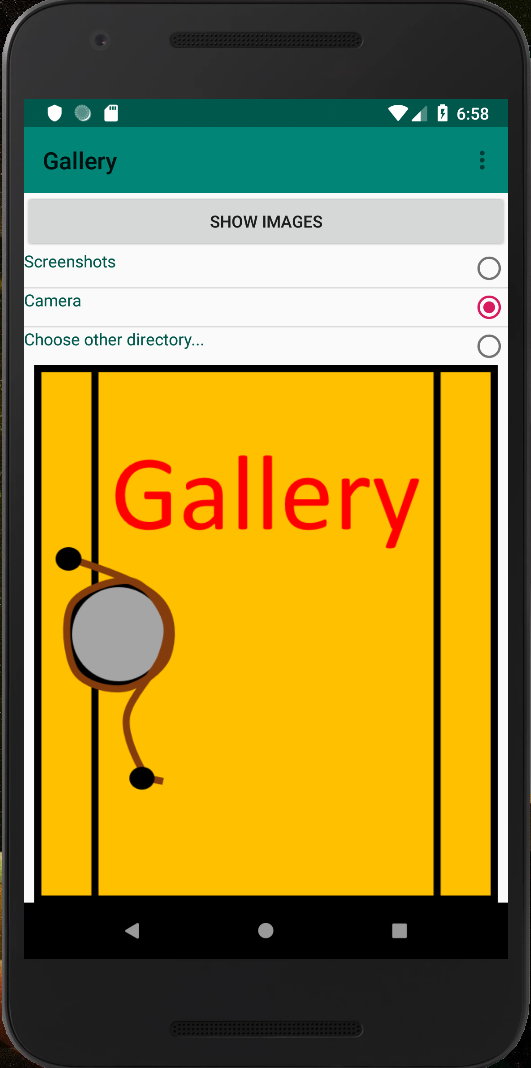 6:58
Gallery
SHOW IMAGES
Screenshots
Camera
Choose other directory...
Gallery